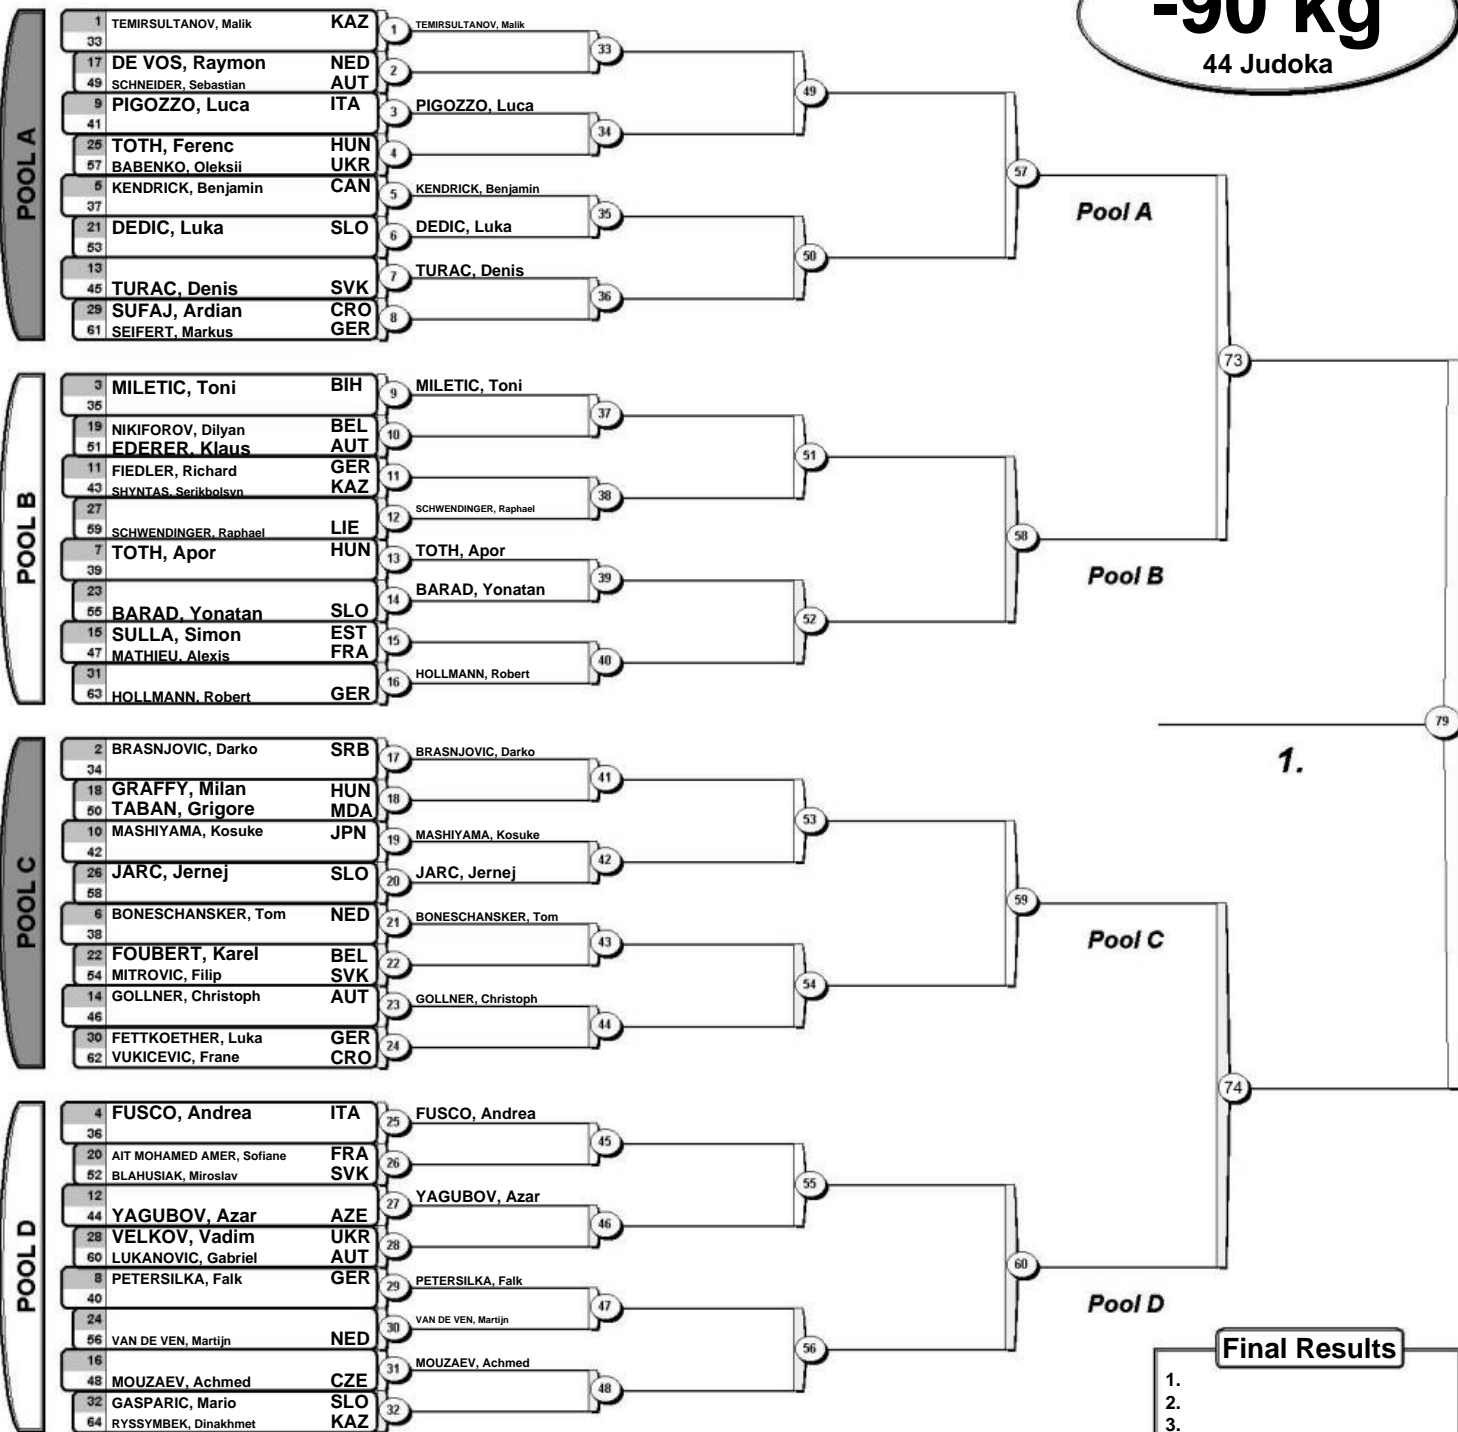 -90 kg
44 Judoka
POOL A
1 TEMIRSULTANOV, Malik KAZ
33
17 DE VOS, Raymon NED
49 SCHNEIDER, Sebastian AUT
9 PIGOZZO, Luca ITA
41
25 TOTH, Ferenc HUN
57 BABENKO, Oleksii UKR
5 KENDRICK, Benjamin CAN
37
21 DEDIC, Luka SLO
53
13
45 TURAC, Denis SVK
29 SUFAJ, Ardian CRO
61 SEIFERT, Markus GER
1 TEMIRSULTANOV, Malik
2
3 PIGOZZO, Luca
4
5 KENDRICK, Benjamin
6 DEDIC, Luka
7 TURAC, Denis
8
33
34
35
36
49
50
57
Pool A
POOL B
3 MILETIC, Toni BIH
35
19 NIKIFOROV, Dilyan BEL
51 EDERER, Klaus AUT
11 FIEDLER, Richard GER
43 SHYNTAS, Serikbolsyn KAZ
27
59 SCHWENDINGER, Raphael LIE
7 TOTH, Apor HUN
39
23
55 BARAD, Yonatan SLO
15 SULLA, Simon EST
47 MATHIEU, Alexis FRA
31
63 HOLLMANN, Robert GER
9 MILETIC, Toni
10
11
12 SCHWENDINGER, Raphael
13 TOTH, Apor
14 BARAD, Yonatan
15
16 HOLLMANN, Robert
37
38
39
40
51
52
58
Pool B
73
POOL C
2 BRASNJOVIC, Darko SRB
34
18 GRAFFY, Milan HUN
50 TABAN, Grigore MDA
10 MASHIYAMA, Kosuke JPN
42
26 JARC, Jernej SLO
58
6 BONESCHANSKER, Tom NED
38
22 FOUBERT, Karel BEL
54 MITROVIC, Filip SVK
14 GOLLNER, Christoph AUT
46
30 FETTKOETHER, Luka GER
62 VUKICEVIC, Frane CRO
17 BRASNJOVIC, Darko
18
19 MASHIYAMA, Kosuke
20 JARC, Jernej
21 BONESCHANSKER, Tom
22
23 GOLLNER, Christoph
24
41
42
43
44
53
54
59
Pool C
79
1.
POOL D
4 FUSCO, Andrea ITA
36
20 AIT MOHAMED AMER, Sofiane FRA
52 BLAHUSIAK, Miroslav SVK
12
44 YAGUBOV, Azar AZE
28 VELKOV, Vadim UKR
60 LUKANOVIC, Gabriel AUT
8 PETERSILKA, Falk GER
40
24
56 VAN DE VEN, Martijn NED
16
48 MOUZAEV, Achmed CZE
32 GASPARIC, Mario SLO
64 RYSSYMBEK, Dinakhmet KAZ
25 FUSCO, Andrea
26
27 YAGUBOV, Azar
28
29 PETERSILKA, Falk
30 VAN DE VEN, Martijn
31 MOUZAEV, Achmed
32
45
46
47
48
55
56
60
Pool D
74
Final Results
1.
2.
3.